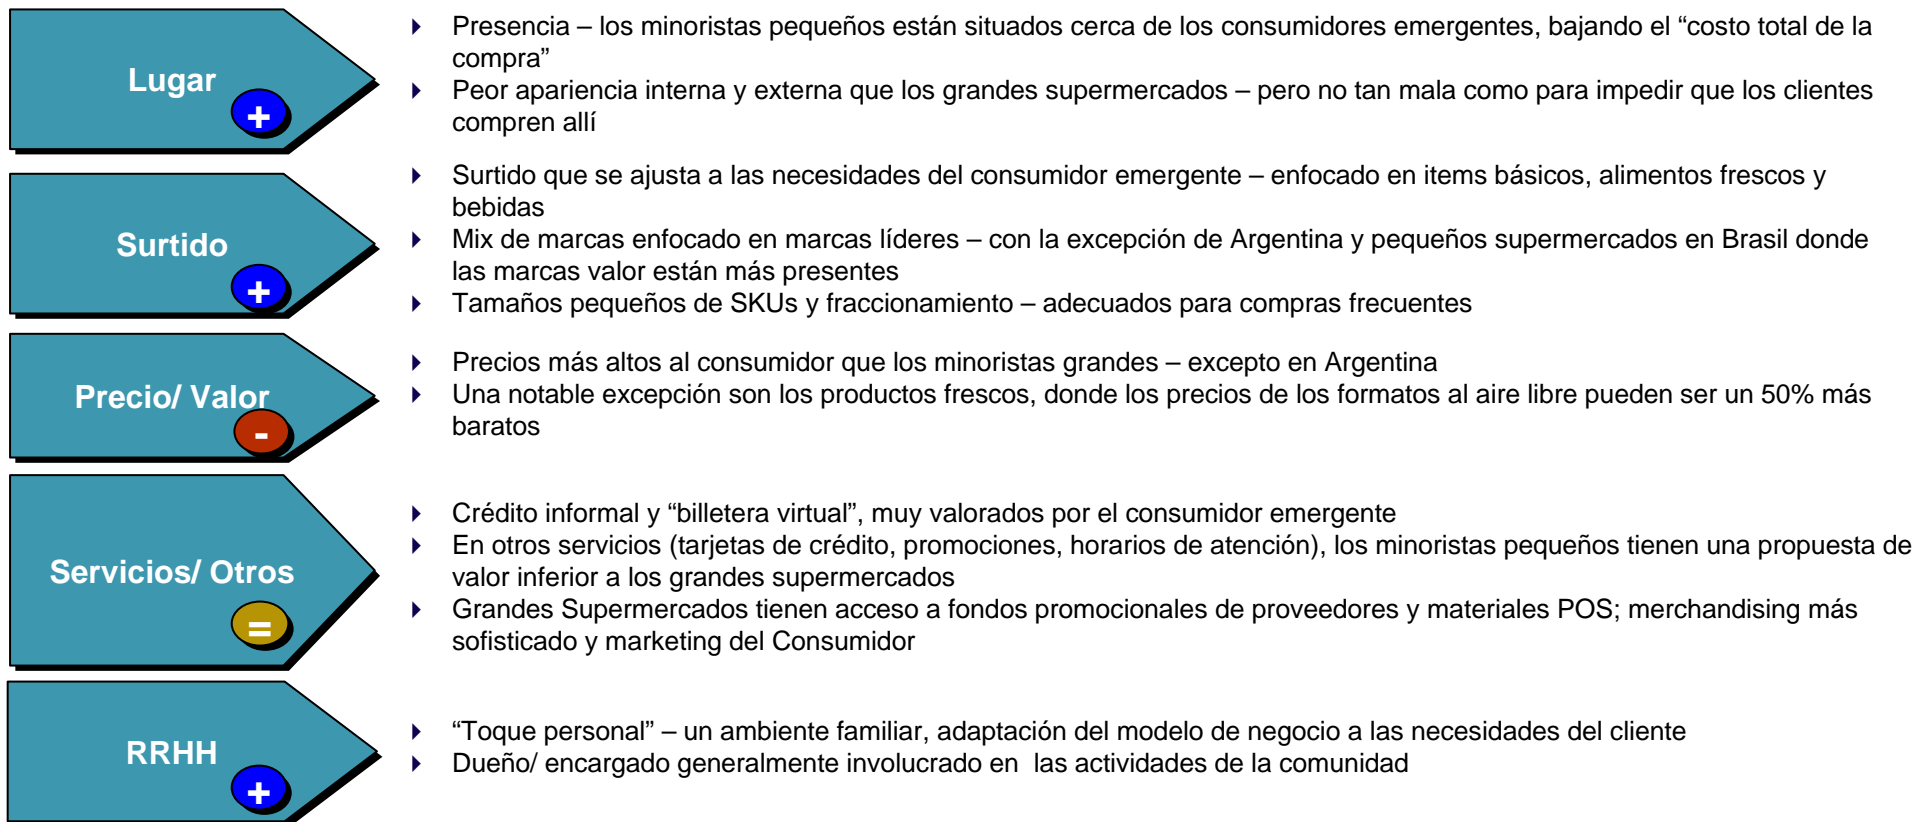 Lugar
+
Presencia – los minoristas pequeños están situados cerca de los consumidores emergentes, bajando el “costo total de la
compra”
Peor apariencia interna y externa que los grandes supermercados – pero no tan mala como para impedir que los clientes
compren allí
Surtido
+
Surtido que se ajusta a las necesidades del consumidor emergente – enfocado en items básicos, alimentos frescos y
bebidas
Mix de marcas enfocado en marcas líderes – con la excepción de Argentina y pequeños supermercados en Brasil donde
las marcas valor están más presentes
Tamaños pequeños de SKUs y fraccionamiento – adecuados para compras frecuentes
Precio/ Valor
-
Precios más altos al consumidor que los minoristas grandes – excepto en Argentina
Una notable excepción son los productos frescos, donde los precios de los formatos al aire libre pueden ser un 50% más
baratos
Servicios/ Otros
=
Crédito informal y “billetera virtual”, muy valorados por el consumidor emergente
En otros servicios (tarjetas de crédito, promociones, horarios de atención), los minoristas pequeños tienen una propuesta de
valor inferior a los grandes supermercados
Grandes Supermercados tienen acceso a fondos promocionales de proveedores y materiales POS; merchandising más
sofisticado y marketing del Consumidor
RRHH
+
“Toque personal” – un ambiente familiar, adaptación del modelo de negocio a las necesidades del cliente
Dueño/ encargado generalmente involucrado en las actividades de la comunidad